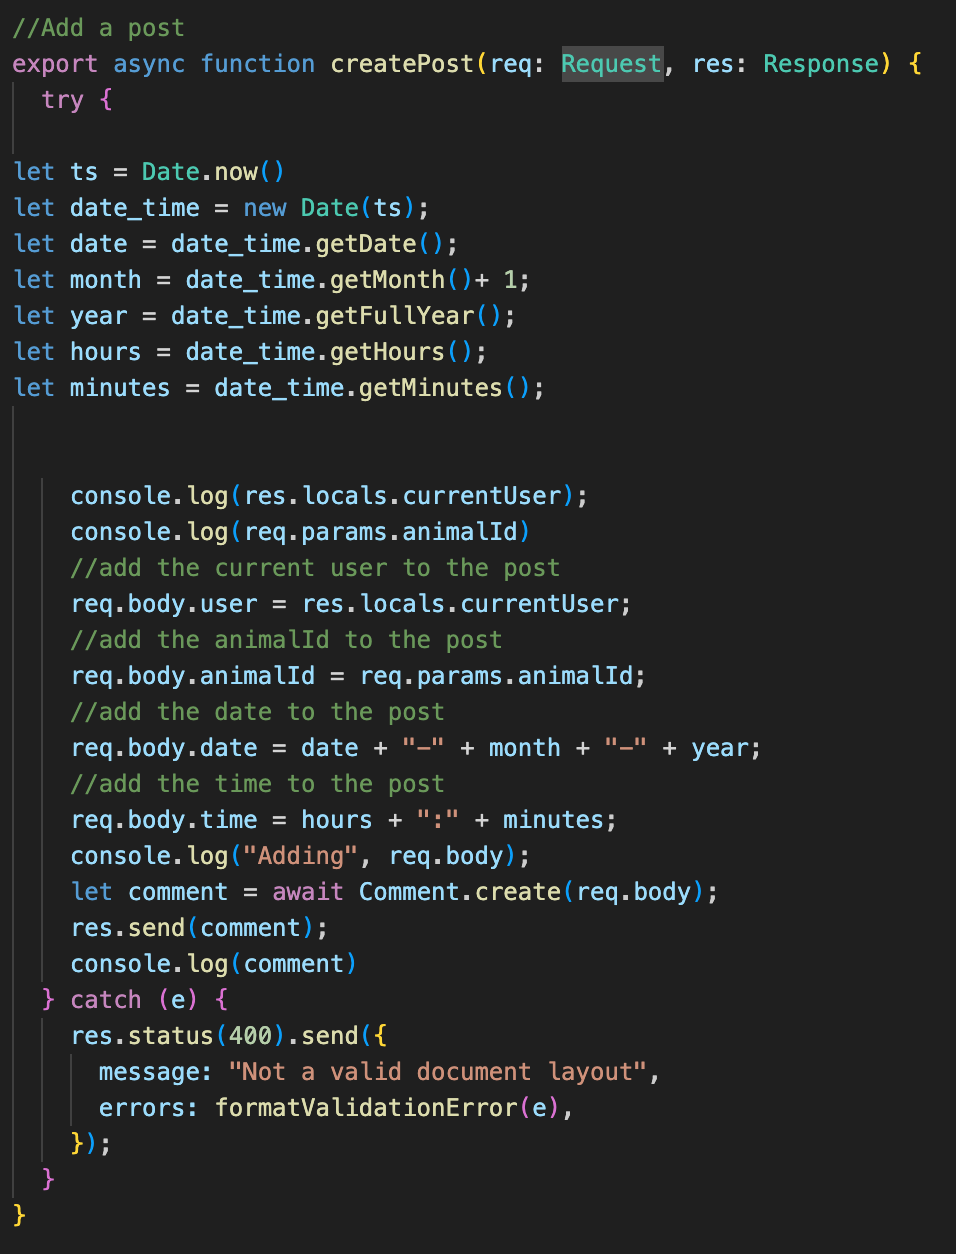 //Add a post
export async function createPost(req: Request, res: Response) {
  try {

let ts = Date.now()
let date_time = new Date(ts);
let date = date_time.getDate();
let month = date_time.getMonth()+ 1;
let year = date_time.getFullYear();
let hours = date_time.getHours();
let minutes = date_time.getMinutes();


    console.log(res.locals.currentUser);
    console.log(req.params.animalId)
    //add the current user to the post
    req.body.user = res.locals.currentUser;
    //add the animalId to the post
    req.body.animalId = req.params.animalId;
    //add the date to the post
    req.body.date = date + "-" + month + "-" + year;
    //add the time to the post
    req.body.time = hours + ":" + minutes;
    console.log("Adding", req.body);
    let comment = await Comment.create(req.body);
    res.send(comment);
    console.log(comment)
  } catch (e) {
    res.status(400).send({
      message: "Not a valid document layout",
      errors: formatValidationError(e),
    });
  }
}